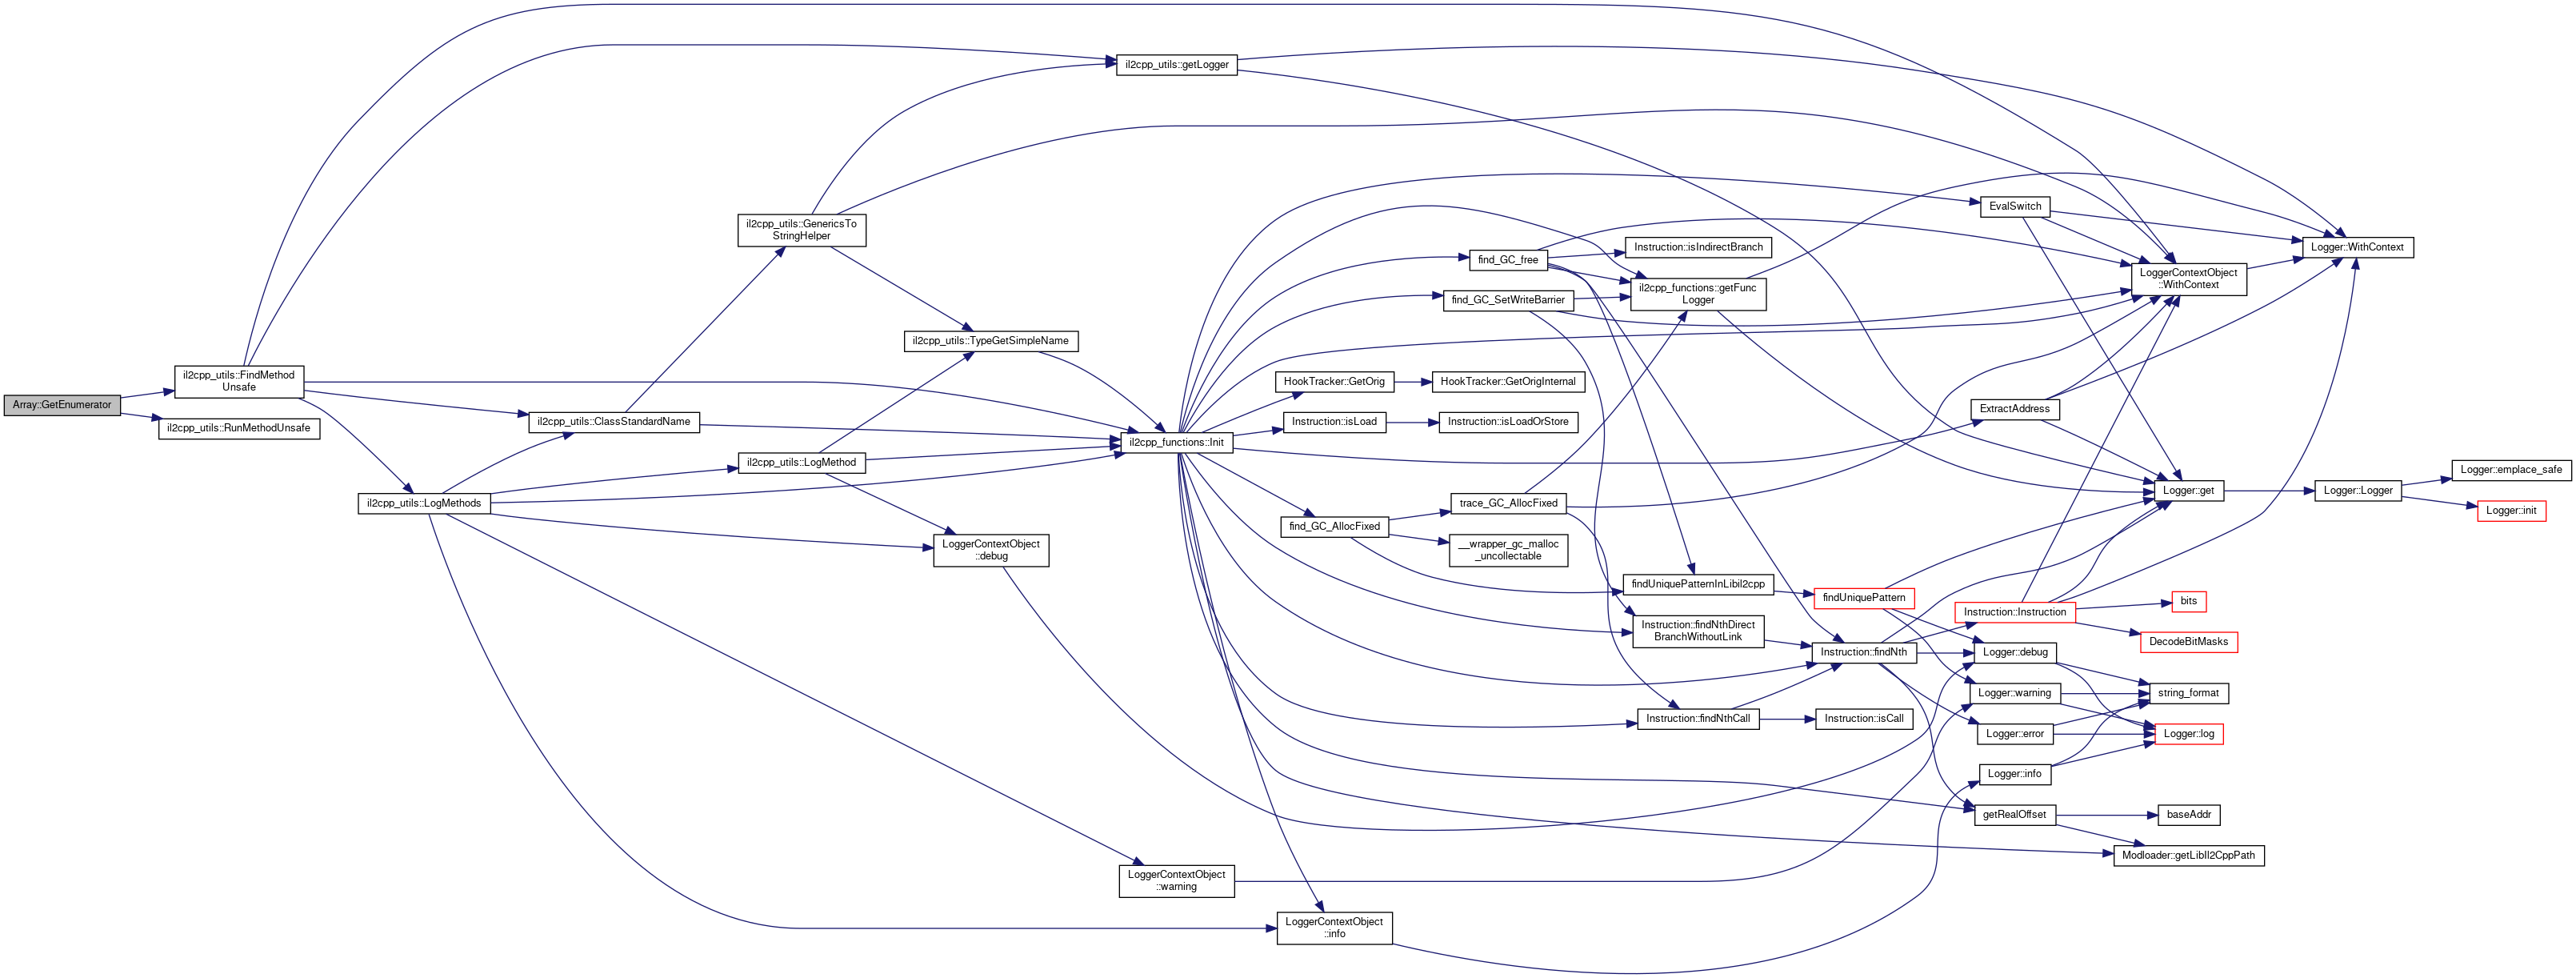 Array::GetEnumerator
il2cpp_utils::FindMethod
Unsafe
il2cpp_utils::RunMethodUnsafe
il2cpp_utils::LogMethods
il2cpp_utils::ClassStandardName
il2cpp_utils::GenericsTo
StringHelper
il2cpp_utils::LogMethod
il2cpp_utils::TypeGetSimpleName
LoggerContextObject
::debug
il2cpp_utils::getLogger
il2cpp_functions::Init
LoggerContextObject
::warning
HookTracker::GetOrig
Instruction::isLoad
find_GC_AllocFixed
LoggerContextObject
::info
find_GC_free
find_GC_SetWriteBarrier
HookTracker::GetOrigInternal
Instruction::isLoadOrStore
trace_GC_AllocFixed
__wrapper_gc_malloc
_uncollectable
Instruction::isIndirectBranch
il2cpp_functions::getFunc
Logger
findUniquePatternInLibil2cpp
Instruction::findNthDirect
BranchWithoutLink
Instruction::findNthCall
findUniquePattern
Instruction::findNth
Instruction::isCall
EvalSwitch
ExtractAddress
Instruction::Instruction
Logger::debug
Logger::warning
Logger::error
Logger::info
getRealOffset
LoggerContextObject
::WithContext
Logger::get
bits
DecodeBitMasks
string_format
Logger::log
baseAddr
Modloader::getLibIl2CppPath
Logger::WithContext
Logger::Logger
Logger::emplace_safe
Logger::init